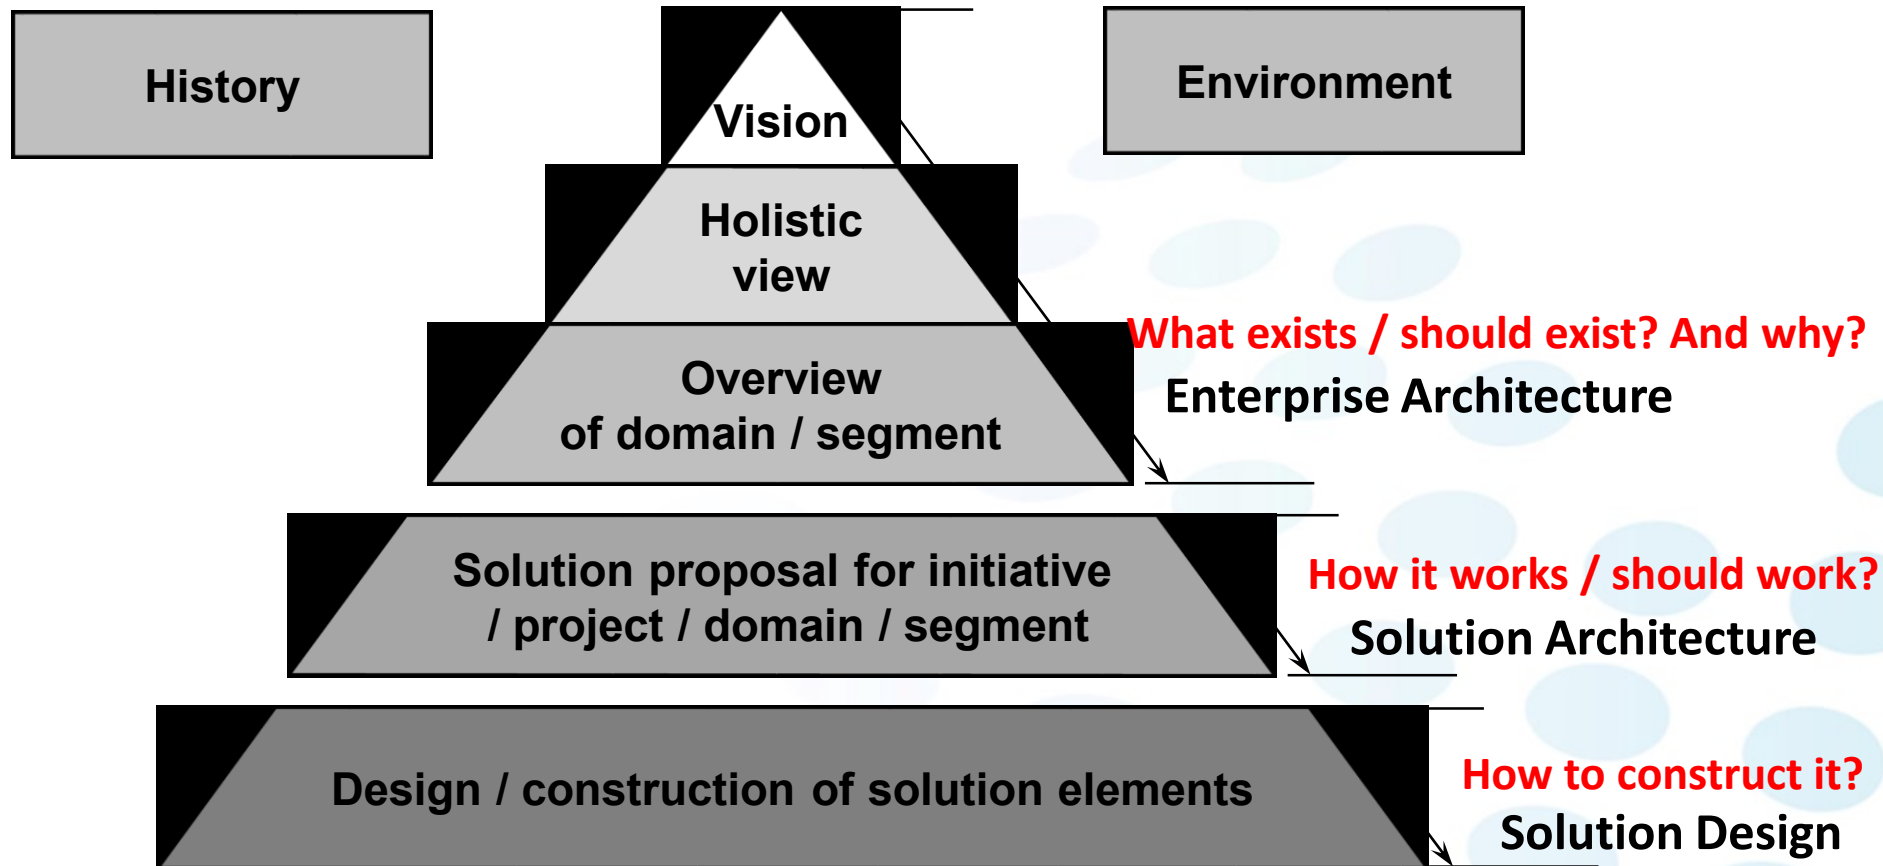 History
Environment
Vision
Holistic
view
What exists / should exist? And why?
Overview
of domain / segment
Enterprise Architecture
Solution proposal for initiative
/ project / domain / segment
How it works / should work?
Solution Architecture
Design / construction of solution elements
How to construct it?
Solution Design